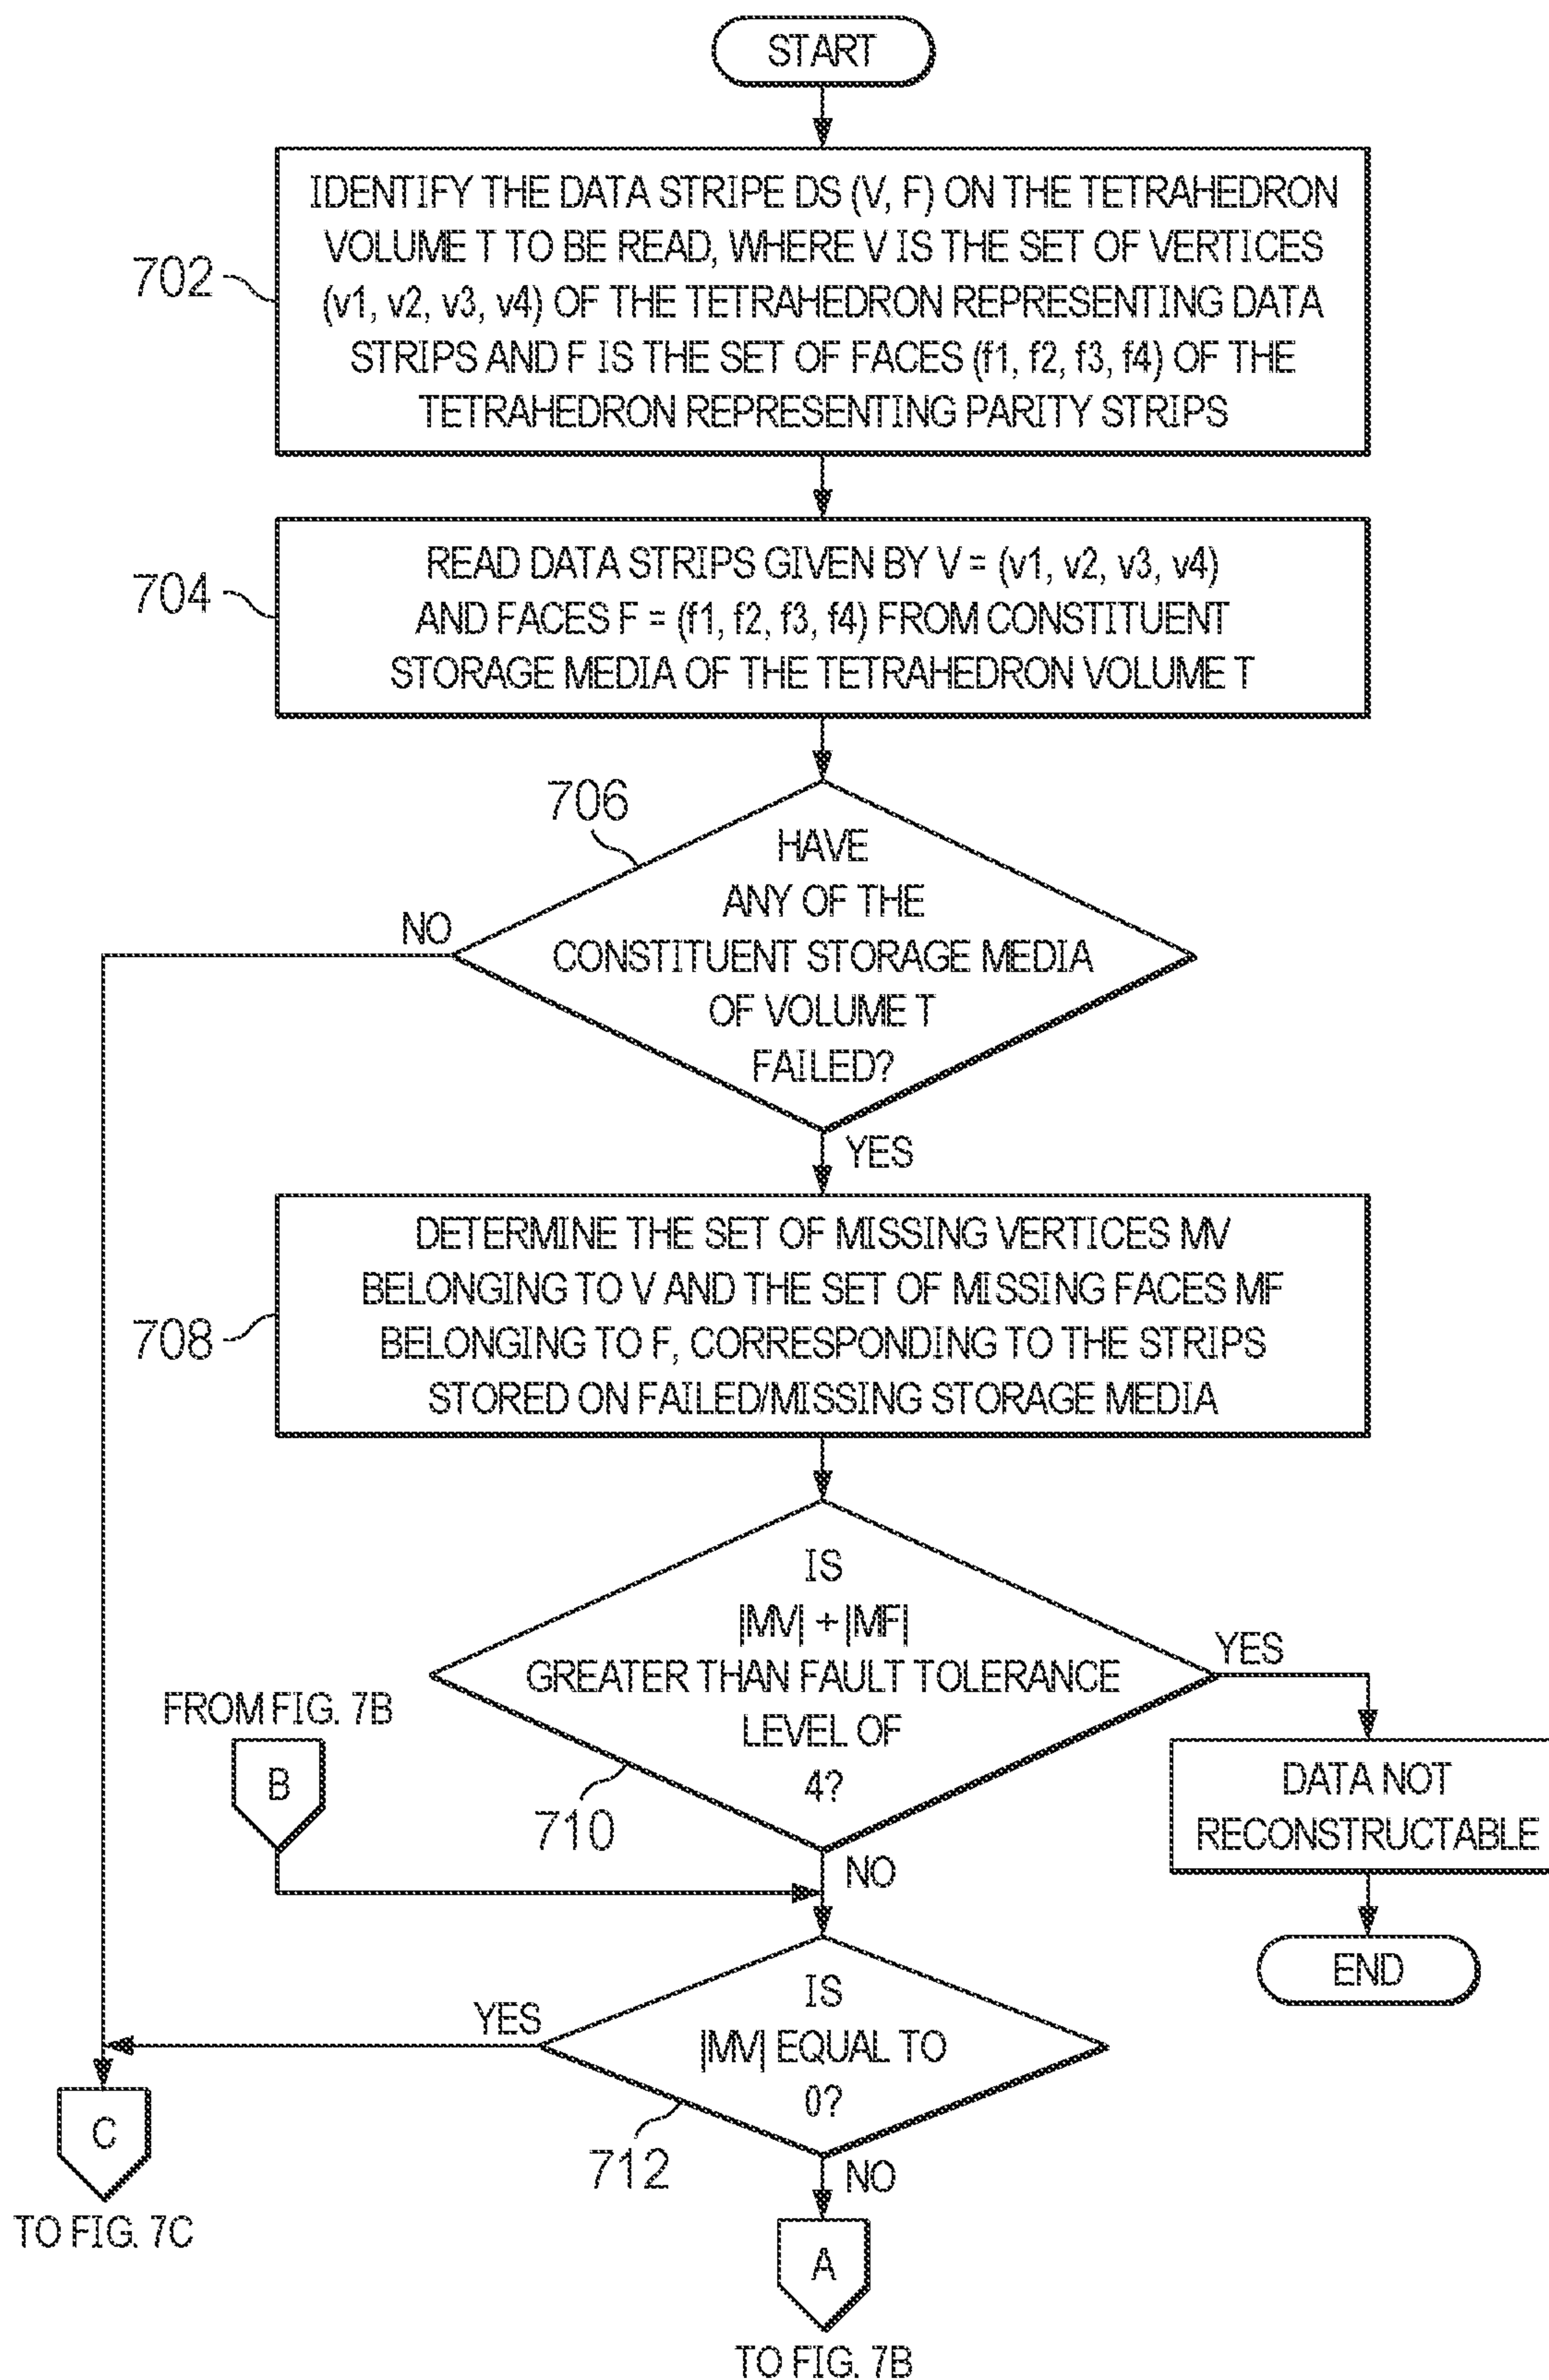 START
IDENTIFY THE DATA STRIPE DS (V, F) ON THE TETRAHEDRON
VOLUME T TO BE READ, WHERE V IS THE SET OF VERTICES
(v1, v2, v3, v4) OF THE TETRAHEDRON REPRESENTING DATA
STRIPS AND F IS THE SET OF FACES (f1, f2, f3, f4) OF THE
TETRAHEDRON REPRESENTING PARITY STRIPS
702
READ DATA STRIPS GIVEN BY V = (v1, v2, v3, v4)
AND FACES F = (f1, f2, f3, f4) FROM CONSTITUENT
STORAGE MEDIA OF THE TETRAHEDRON VOLUME T
704
706
HAVE
ANY OF THE
CONSTITUENT STORAGE MEDIA
OF VOLUME T
FAILED?
NO
YES
DETERMINE THE SET OF MISSING VERTICES MV
BELONGING TO V AND THE SET OF MISSING FACES MF
BELONGING TO F, CORRESPONDING TO THE STRIPS
STORED ON FAILED/MISSING STORAGE MEDIA
708
IS
|MV| + |MF|
GREATER THAN FAULT TOLERANCE
LEVEL OF
4?
710
YES
FROM FIG. 7B
B
DATA NOT
RECONSTRUCTABLE
NO
END
IS
|MV| EQUAL TO
0?
YES
712
C
TO FIG. 7C
NO
A
TO FIG. 7B